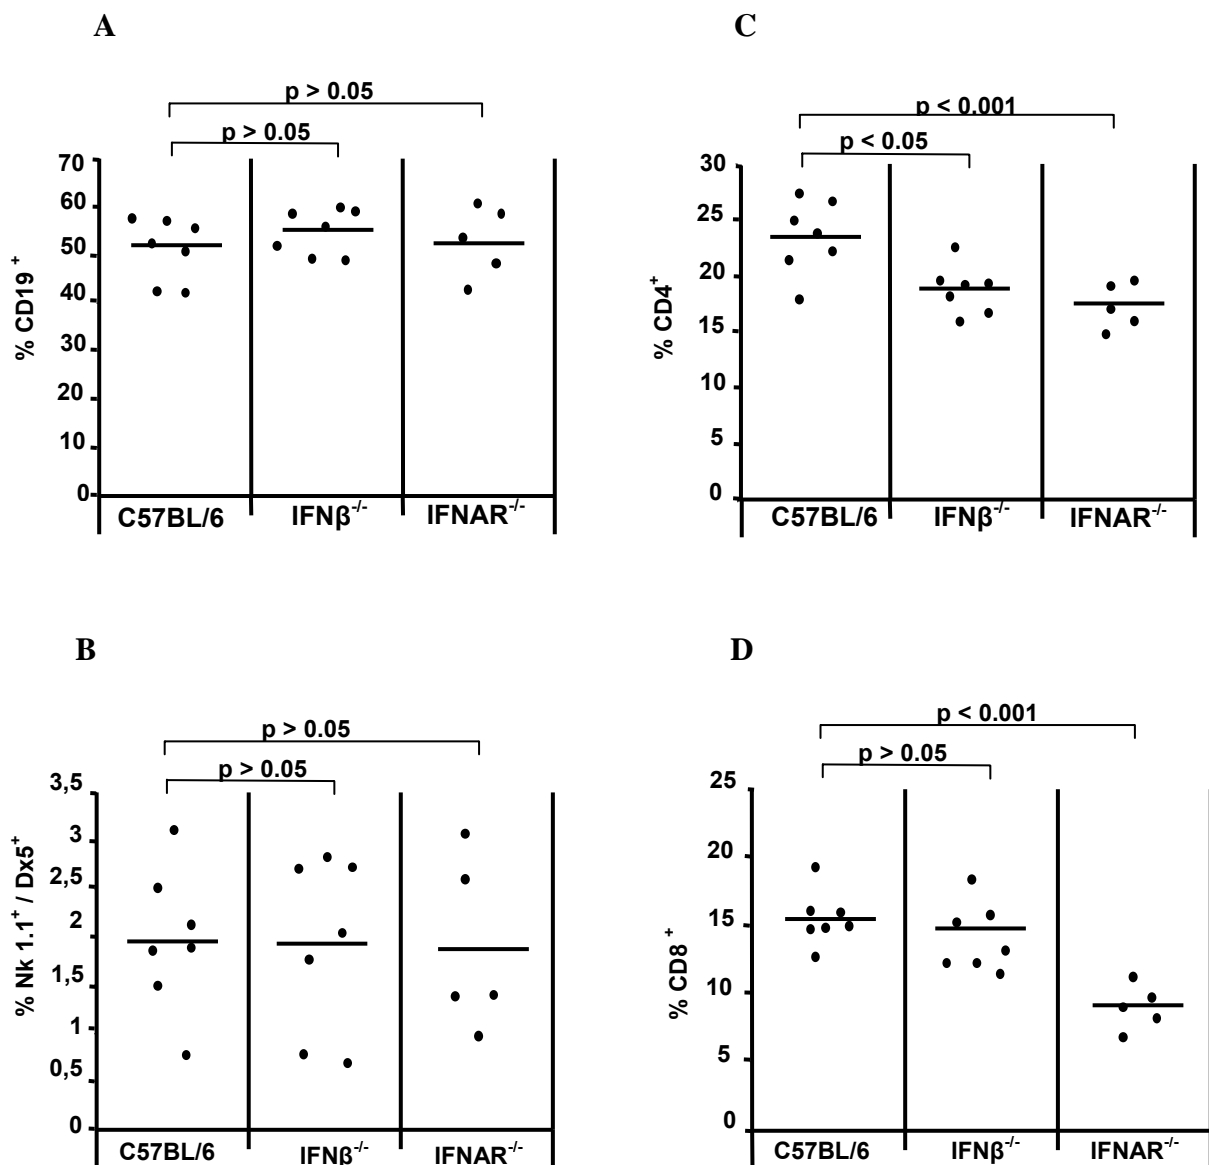 A
p > 0.05
p > 0.05
% CD19 +
70
60
50
40
30
20
10
0
C57BL/6
IFNβ-/-
IFNAR-/-
C
p < 0.001
p < 0.05
% CD4+
30
25
20
15
10
5
0
C57BL/6
IFNβ-/-
IFNAR-/-
B
p > 0.05
p > 0.05
% Nk 1.1+ / Dx5+
3,5
3
2,5
2
1,5
1
0,5
0
C57BL/6
IFNβ-/-
IFNAR-/-
D
p < 0.001
p > 0.05
% CD8 +
25
20
15
10
5
0
C57BL/6
IFNβ-/-
IFNAR-/-